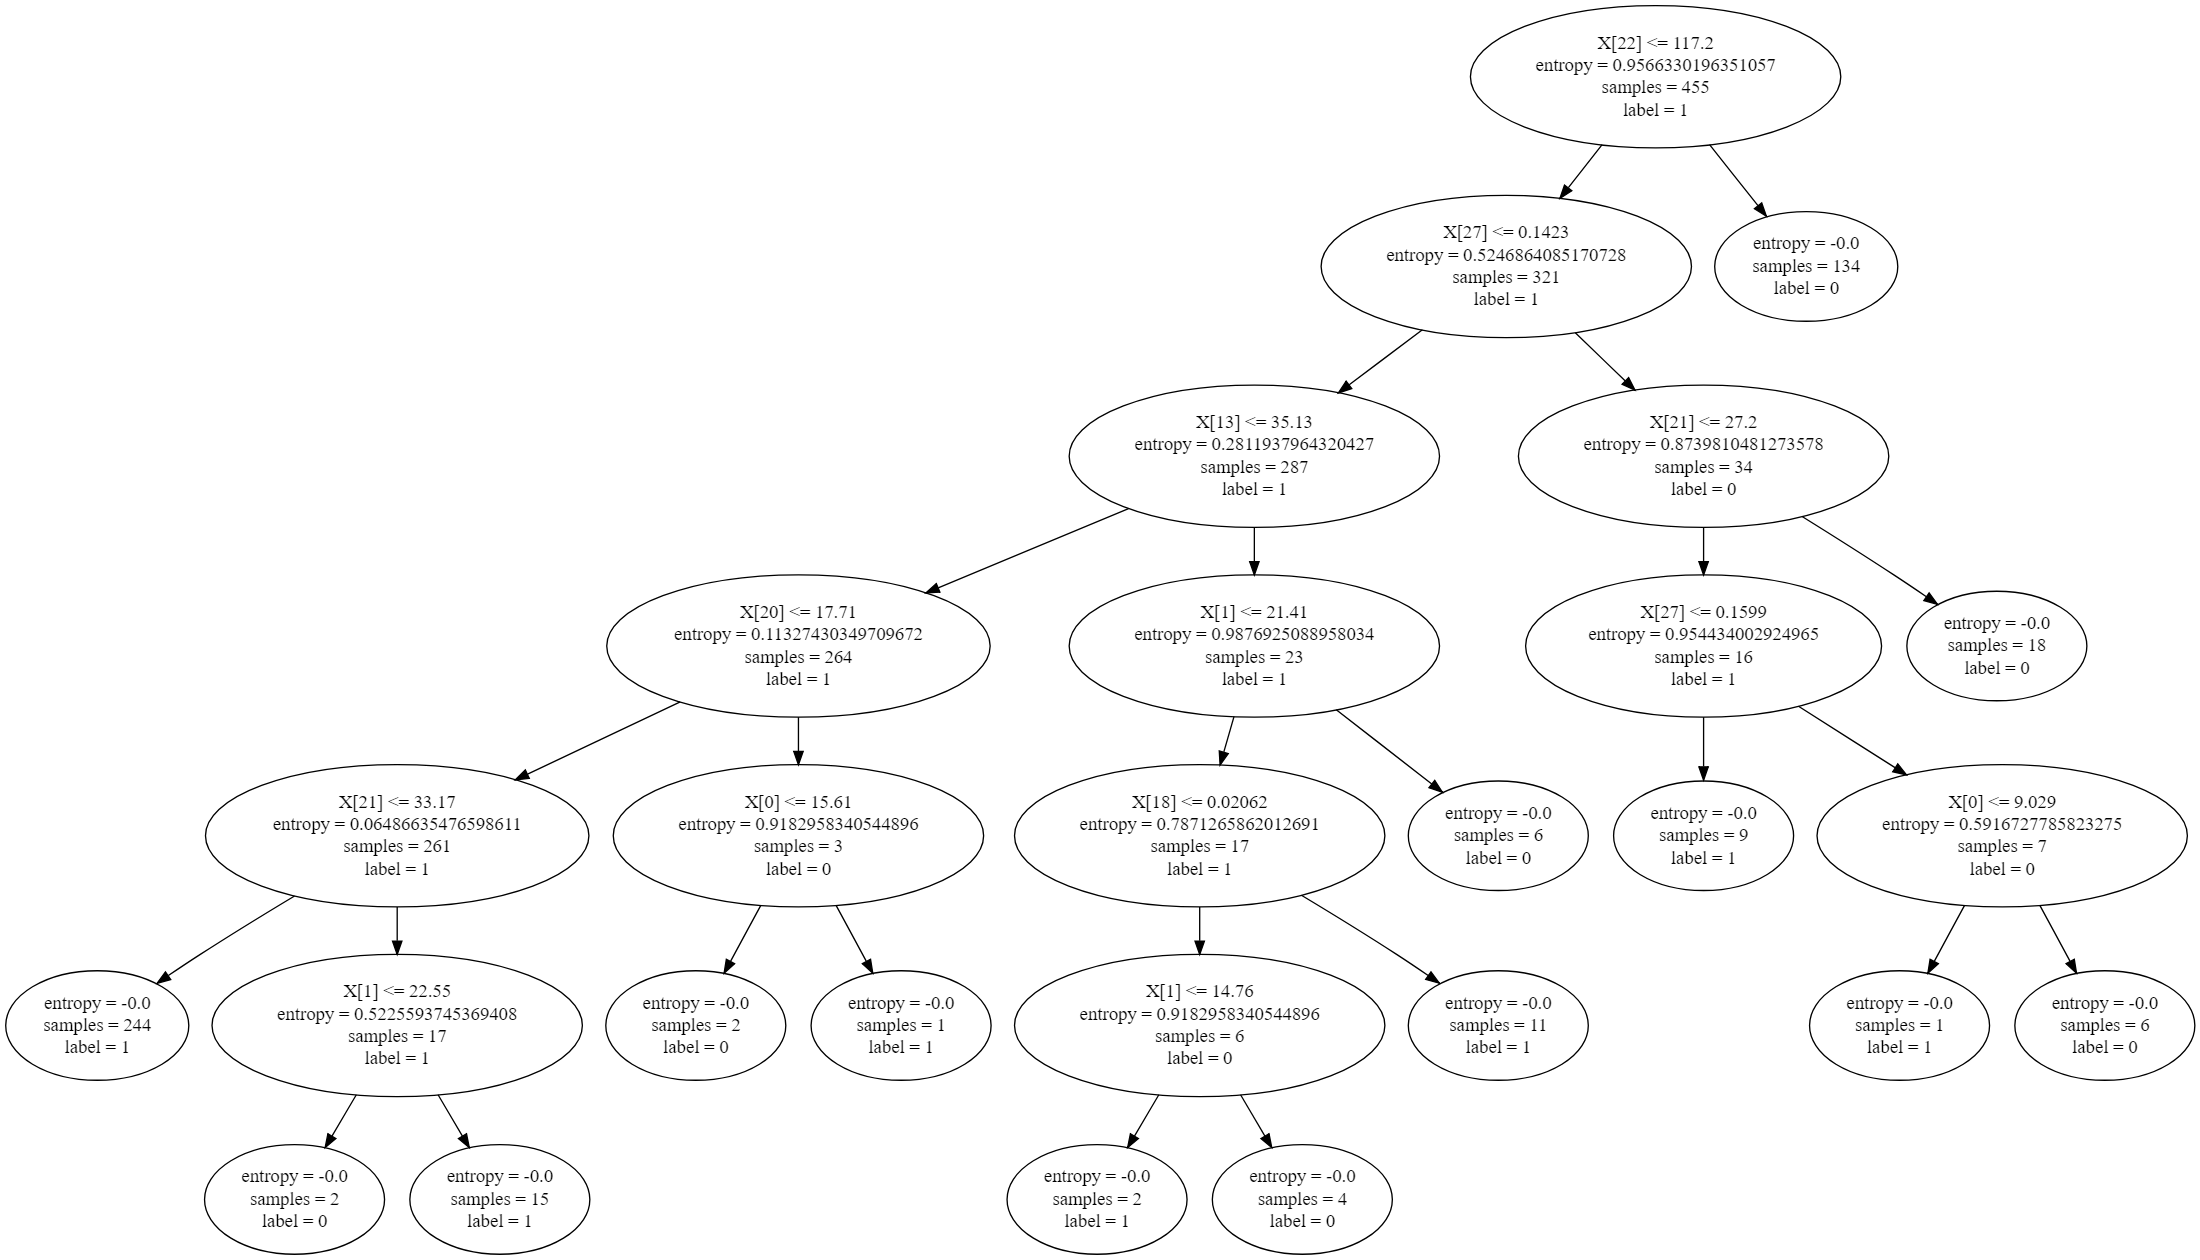 X[22] <= 117.2
entropy = 0.9566330196351057
samples = 455
label = 1
X[27] <= 0.1423
entropy = 0.5246864085170728
samples = 321
label = 1
entropy = -0.0
samples = 134
label = 0
X[13] <= 35.13
entropy = 0.2811937964320427
samples = 287
label = 1
X[21] <= 27.2
entropy = 0.8739810481273578
samples = 34
label = 0
X[20] <= 17.71
entropy = 0.11327430349709672
samples = 264
label = 1
X[1] <= 21.41
entropy = 0.9876925088958034
samples = 23
label = 1
X[27] <= 0.1599
entropy = 0.954434002924965
samples = 16
label = 1
entropy = -0.0
samples = 18
label = 0
X[21] <= 33.17
entropy = 0.06486635476598611
samples = 261
label = 1
X[0] <= 15.61
entropy = 0.9182958340544896
samples = 3
label = 0
X[18] <= 0.02062
entropy = 0.7871265862012691
samples = 17
label = 1
entropy = -0.0
samples = 6
label = 0
entropy = -0.0
samples = 9
label = 1
X[0] <= 9.029
entropy = 0.5916727785823275
samples = 7
label = 0
entropy = -0.0
samples = 244
label = 1
X[1] <= 22.55
entropy = 0.5225593745369408
samples = 17
label = 1
entropy = -0.0
samples = 2
label = 0
entropy = -0.0
samples = 1
label = 1
X[1] <= 14.76
entropy = 0.9182958340544896
samples = 6
label = 0
entropy = -0.0
samples = 11
label = 1
entropy = -0.0
samples = 1
label = 1
entropy = -0.0
samples = 6
label = 0
entropy = -0.0
samples = 2
label = 0
entropy = -0.0
samples = 15
label = 1
entropy = -0.0
samples = 2
label = 1
entropy = -0.0
samples = 4
label = 0